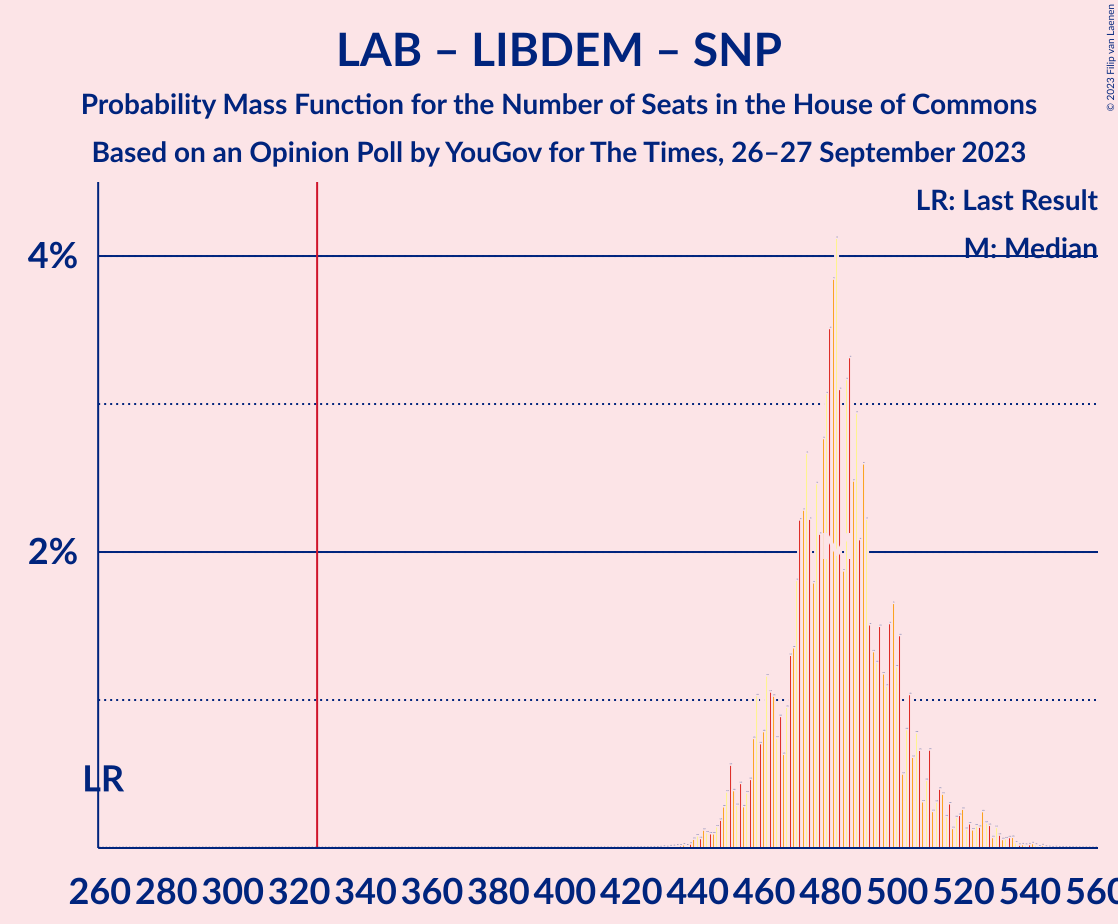 LAB – LIBDEM – SNP
Probability Mass Function for the Number of Seats in the House of Commons
Based on an Opinion Poll by YouGov for The Times, 26–27 September 2023
© 2023 Filip van Laenen
LR: Last Result
M: Median
4%
2%
LR
260 280 300 320 340 360 380 400 420 440 460 480 500 520 540 560